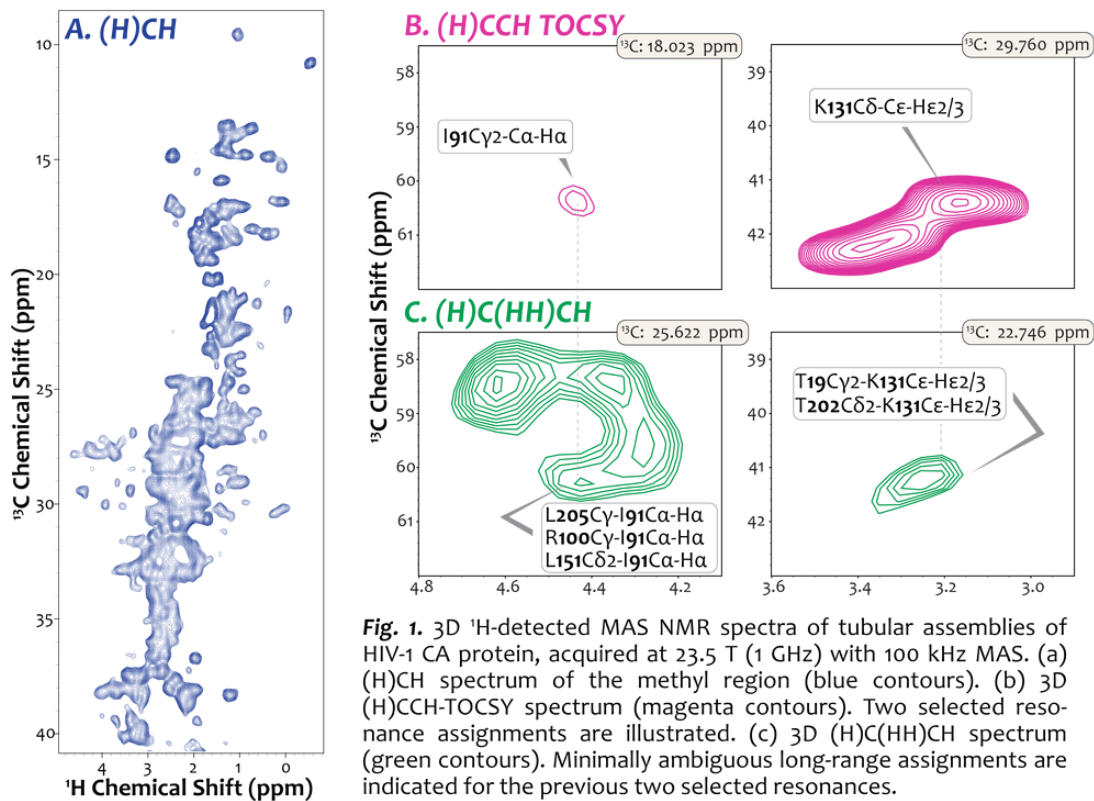 A. (H)CH
10
15
20
25
30
35
40
¹³C Chemical Shift (ppm)
4 3 2 1 0
¹H Chemical Shift (ppm)
B. (H)CCH TOCSY
¹³C: 18.023 ppm
58
59
60
61
I91Cγ2-Cα-Hα
¹³C: 29.760 ppm
39
40
41
42
K131Cδ-Cε-Hε2/3
¹³C Chemical Shift (ppm)
C. (H)C(HH)CH
¹³C: 25.622 ppm
58
59
60
61
L205Cγ-I91Cα-Hα
R100Cγ-I91Cα-Hα
L151Cδ2-I91Cα-Hα
4.8 4.6 4.4 4.2
¹³C: 22.746 ppm
39
40
41
42
T19Cγ2-K131Cε-Hε2/3
T202Cδ2-K131Cε-Hε2/3
3.6 3.4 3.2 3.0
Fig. 1. 3D ¹H-detected MAS NMR spectra of tubular assemblies of
HIV-1 CA protein, acquired at 23.5 T (1 GHz) with 100 kHz MAS. (a)
(H)CH spectrum of the methyl region (blue contours). (b) 3D
(H)CCH-TOCSY spectrum (magenta contours). Two selected reso-
nance assignments are illustrated. (c) 3D (H)C(HH)CH spectrum
(green contours). Minimally ambiguous long-range assignments are
indicated for the previous two selected resonances.